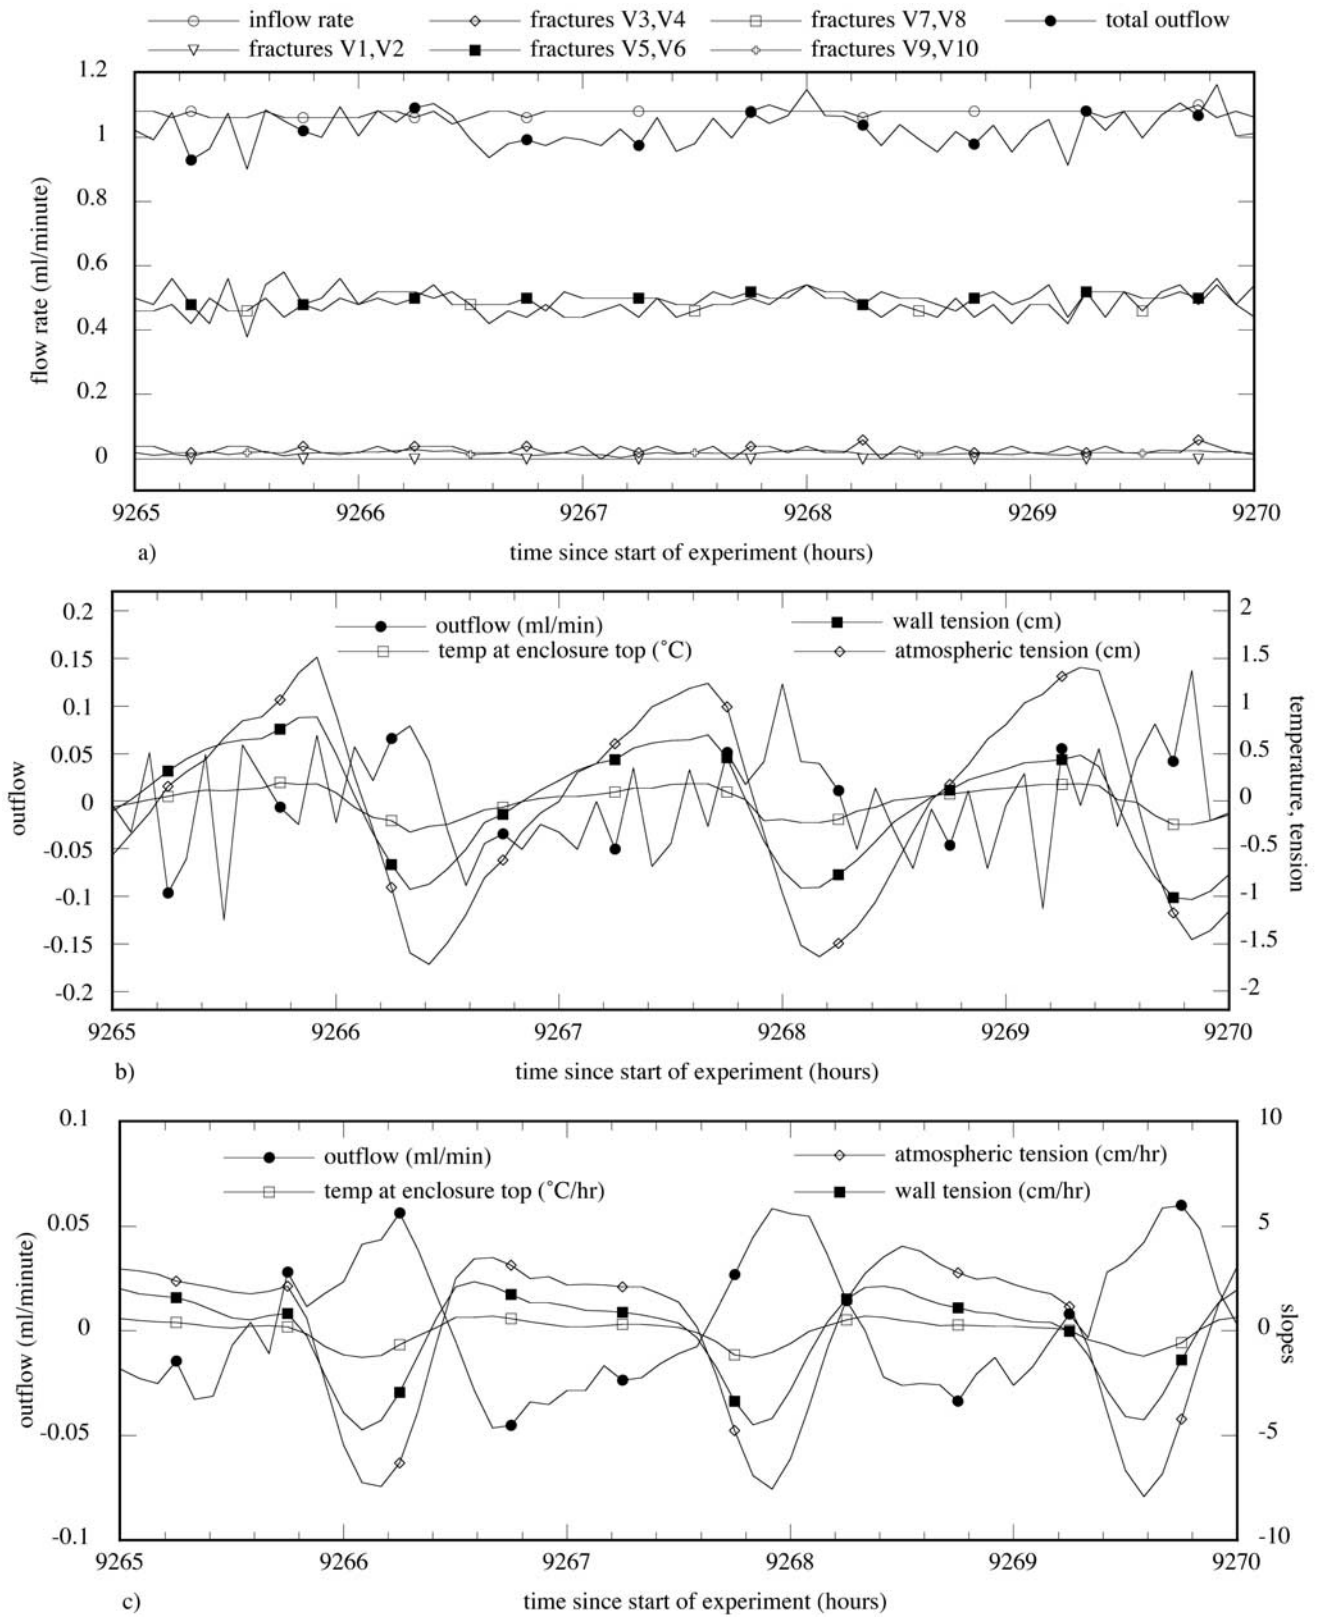 inflow rate fractures V3,V4 fractures V7,V8 total outflow
fractures V1,V2 fractures V5,V6 fractures V9,V10
1.2
1
0.8
0.6
0.4
0.2
0
flow rate (ml/minute)
9265 9266 9267 9268 9269 9270
a) time since start of experiment (hours)
outflow (ml/min) wall tension (cm)
temp at enclosure top (˚C) atmospheric tension (cm)
0.2 2
0.15 1.5
0.1 1
0.05 0.5
0 0
-0.05 -0.5
-0.1 -1
-0.15 -1.5
-0.2 -2
outflow
temperature, tension
9265 9266 9267 9268 9269 9270
b) time since start of experiment (hours)
0.1 10
outflow (ml/min) atmospheric tension (cm/hr)
temp at enclosure top (˚C/hr) wall tension (cm/hr)
0.05 5
0 0
-0.05 -5
-0.1 -10
outflow (ml/minute)
slopes
9265 9266 9267 9268 9269 9270
c) time since start of experiment (hours)